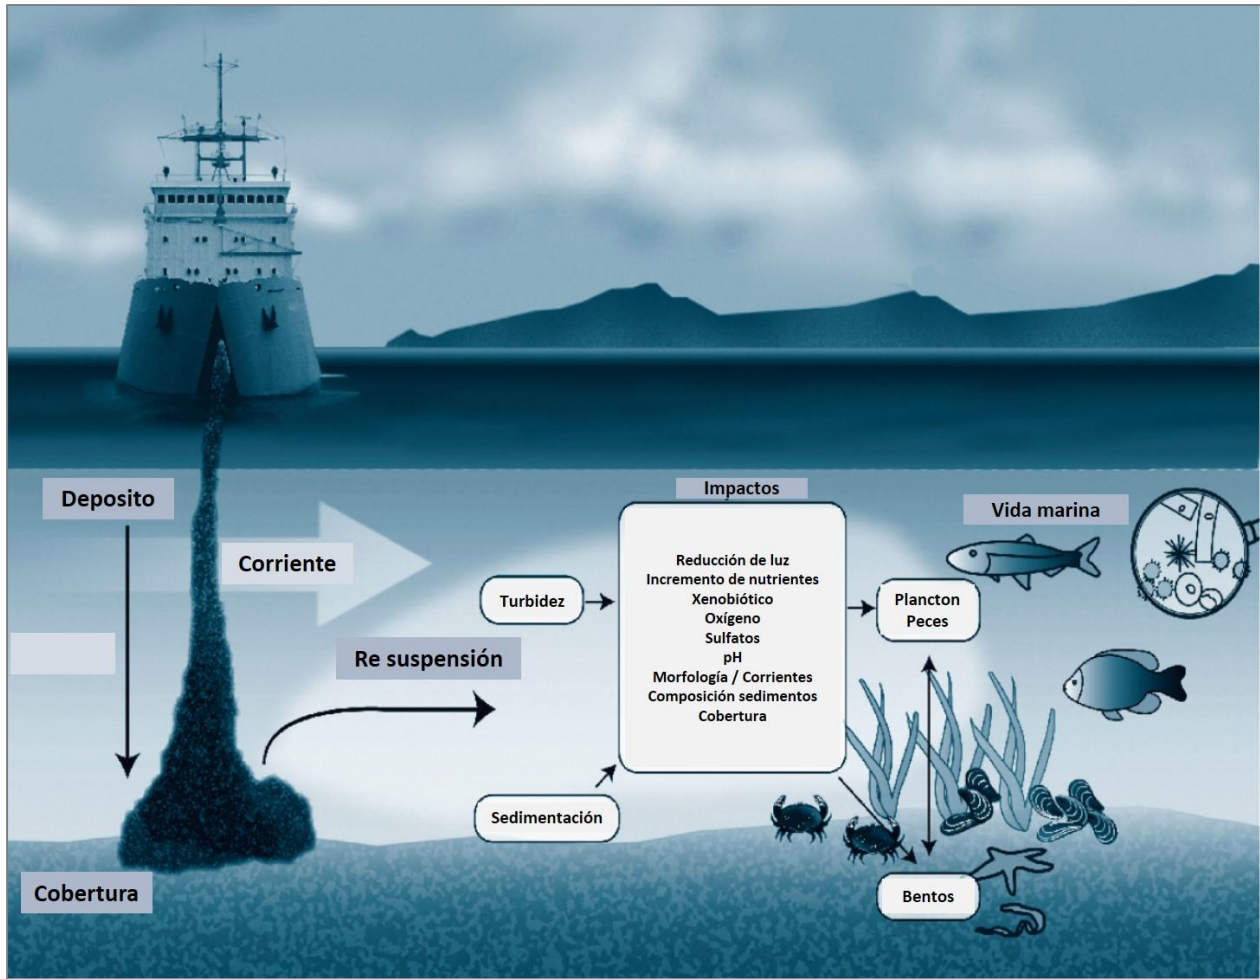 Deposito
Corriente
Re suspensión
Cobertura
Turbidez
Sedimentación
Impactos
Reducción de luz
Incremento de nutrientes
Xenobiótico
Oxígeno
Sulfatos
pH
Morfología / Corrientes
Composición sedimentos
Cobertura
Vida marina
Plancton
Peces
Bentos